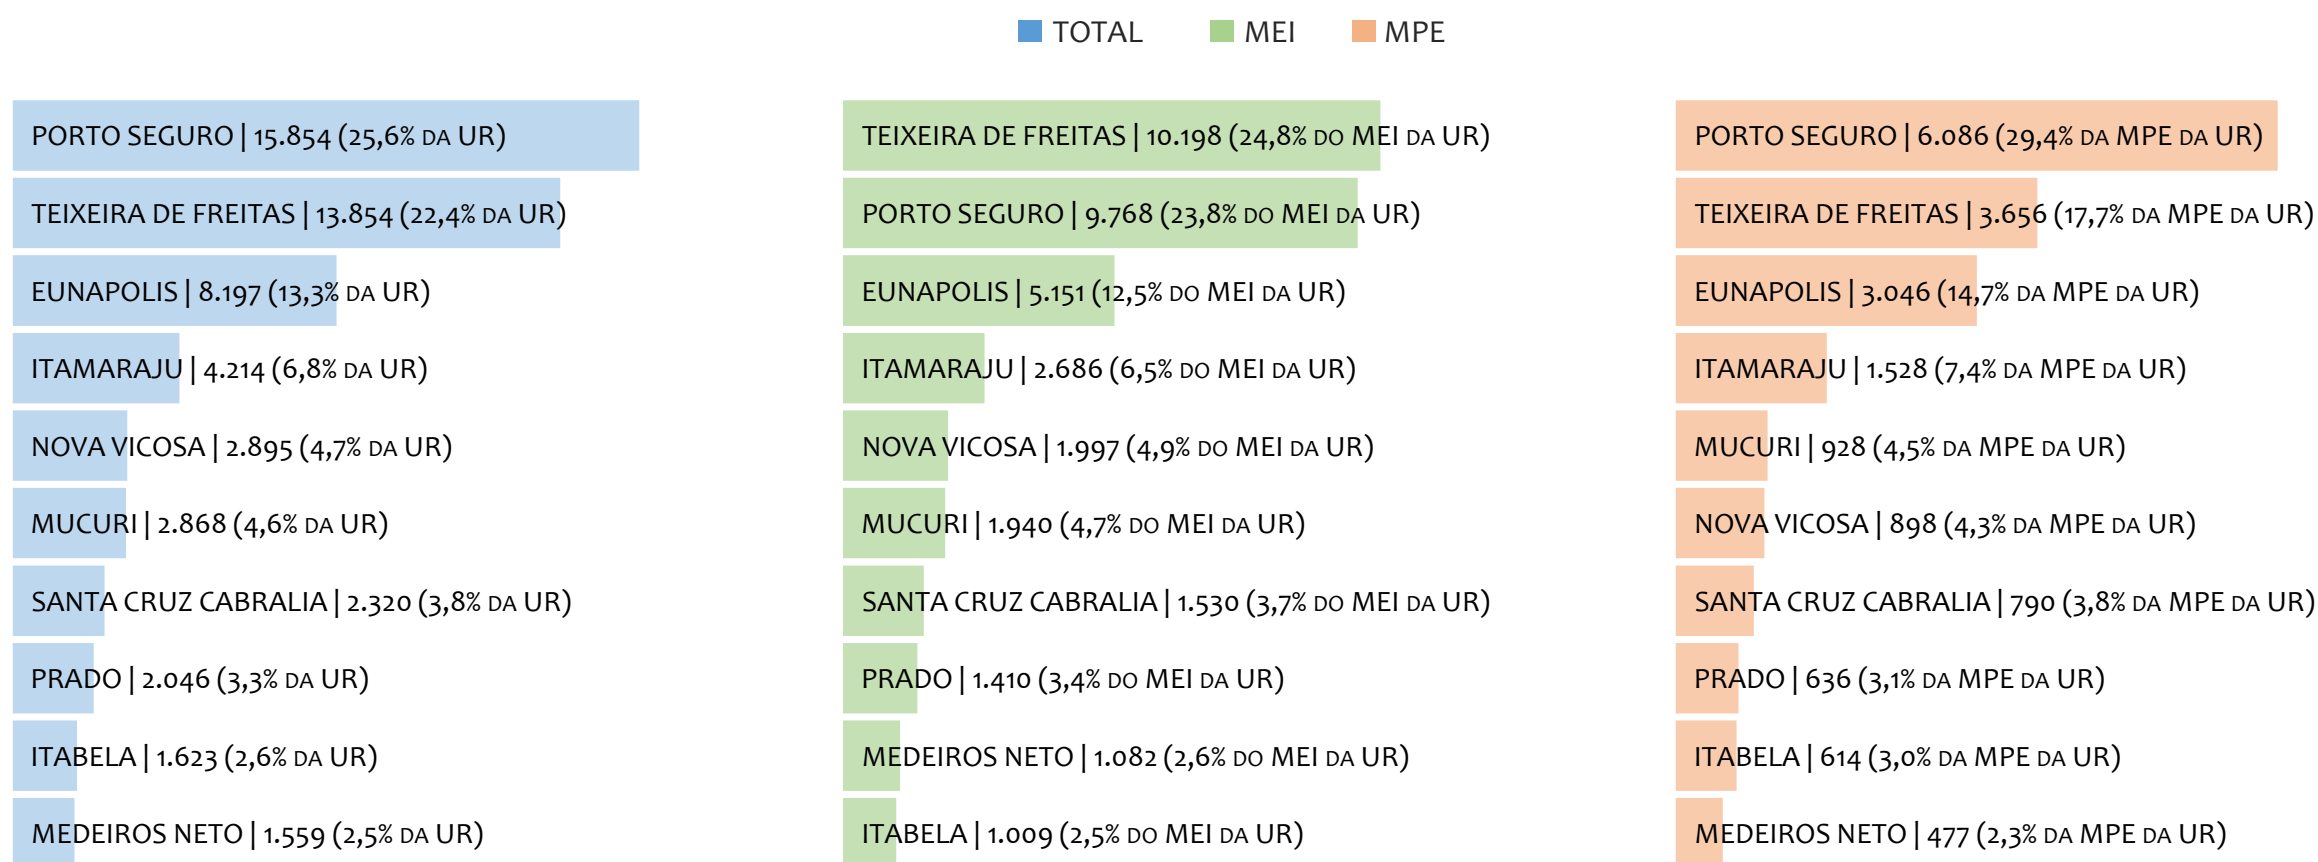 TOTAL MEI MPE
PORTO SEGURO | 15.854 (25,6% DA UR)
TEIXEIRA DE FREITAS | 13.854 (22,4% DA UR)
EUNAPOLIS | 8.197 (13,3% DA UR)
ITAMARAJU | 4.214 (6,8% DA UR)
NOVA VICOSA | 2.895 (4,7% DA UR)
MUCURI | 2.868 (4,6% DA UR)
SANTA CRUZ CABRALIA | 2.320 (3,8% DA UR)
PRADO | 2.046 (3,3% DA UR)
ITABELA | 1.623 (2,6% DA UR)
MEDEIROS NETO | 1.559 (2,5% DA UR)
TEIXEIRA DE FREITAS | 10.198 (24,8% DO MEI DA UR)
PORTO SEGURO | 9.768 (23,8% DO MEI DA UR)
EUNAPOLIS | 5.151 (12,5% DO MEI DA UR)
ITAMARAJU | 2.686 (6,5% DO MEI DA UR)
NOVA VICOSA | 1.997 (4,9% DO MEI DA UR)
MUCURI | 1.940 (4,7% DO MEI DA UR)
SANTA CRUZ CABRALIA | 1.530 (3,7% DO MEI DA UR)
PRADO | 1.410 (3,4% DO MEI DA UR)
MEDEIROS NETO | 1.082 (2,6% DO MEI DA UR)
ITABELA | 1.009 (2,5% DO MEI DA UR)
PORTO SEGURO | 6.086 (29,4% DA MPE DA UR)
TEIXEIRA DE FREITAS | 3.656 (17,7% DA MPE DA UR)
EUNAPOLIS | 3.046 (14,7% DA MPE DA UR)
ITAMARAJU | 1.528 (7,4% DA MPE DA UR)
MUCURI | 928 (4,5% DA MPE DA UR)
NOVA VICOSA | 898 (4,3% DA MPE DA UR)
SANTA CRUZ CABRALIA | 790 (3,8% DA MPE DA UR)
PRADO | 636 (3,1% DA MPE DA UR)
ITABELA | 614 (3,0% DA MPE DA UR)
MEDEIROS NETO | 477 (2,3% DA MPE DA UR)